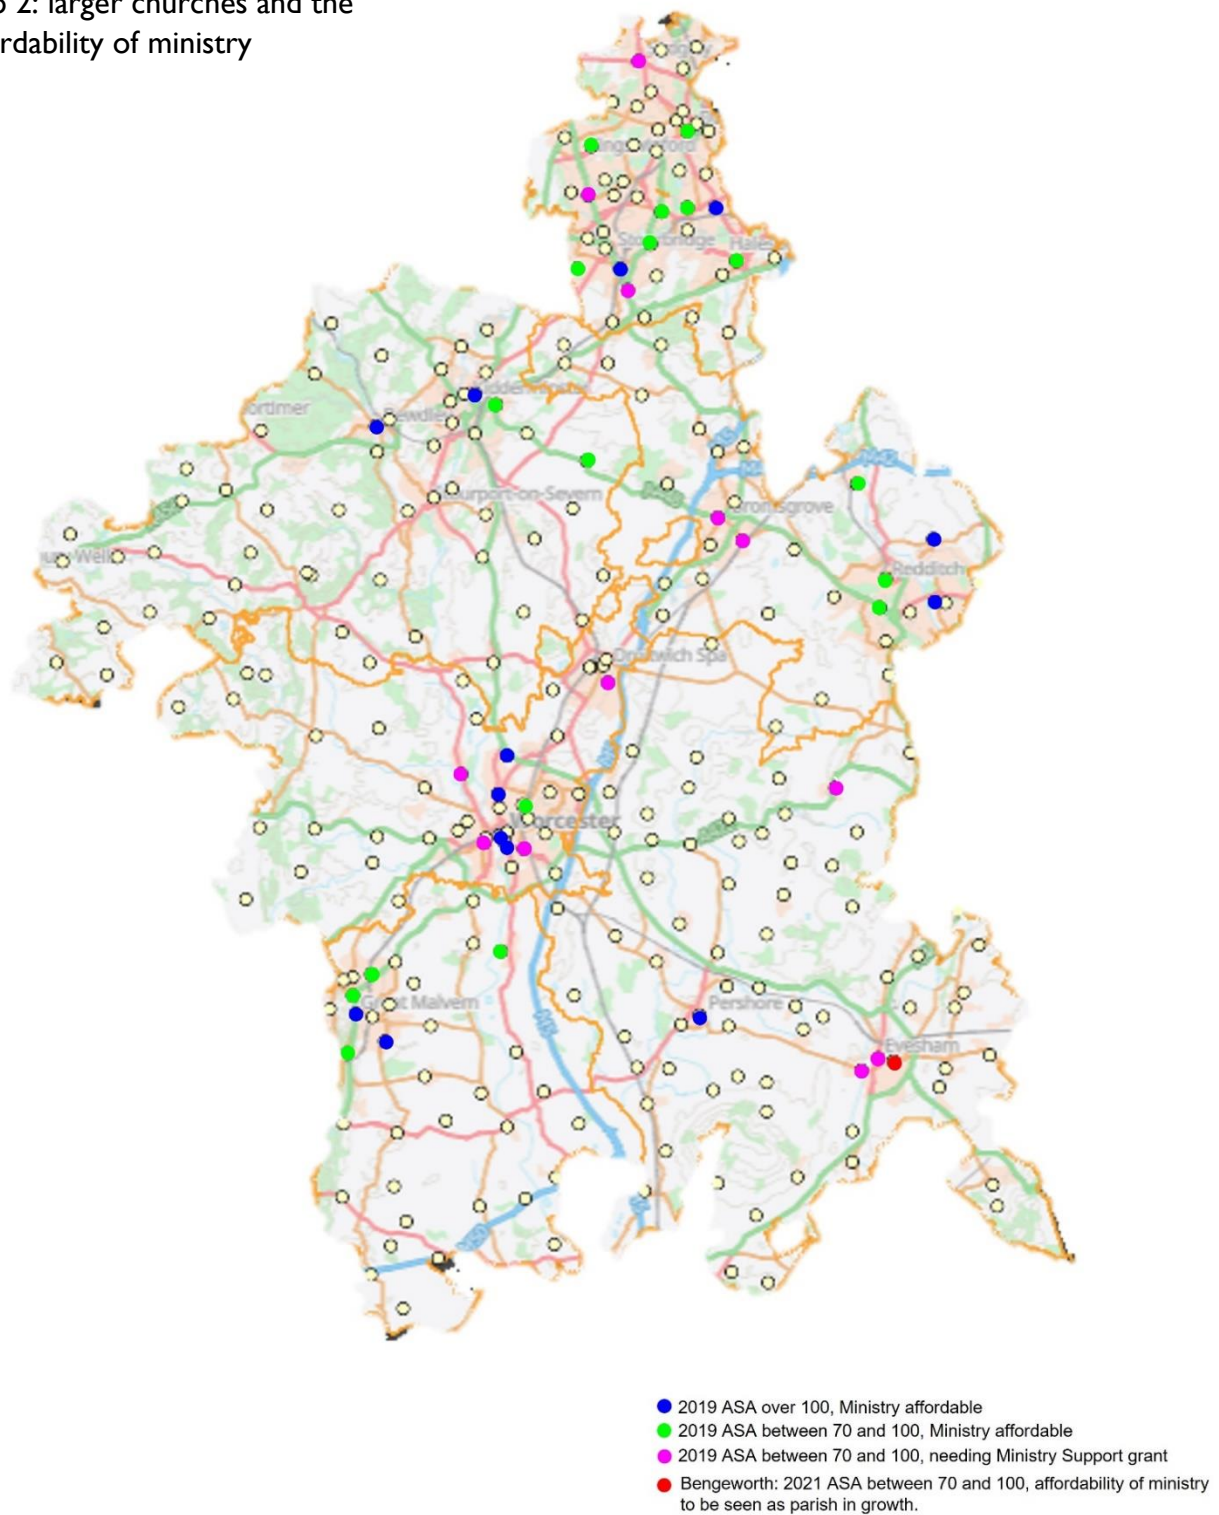 2: larger churches and the
rdability of ministry
Kidderminster
Bewdley
ortimer
Stourport-on-Severn
Bromsgrove
Redditch
Droitwich Spa
Worcester
Great Malvern
Pershore
Evesham
2019 ASA over 100, Ministry affordable
2019 ASA between 70 and 100, Ministry affordable
2019 ASA between 70 and 100, needing Ministry Support grant
Bengeworth: 2021 ASA between 70 and 100, affordability of ministry
to be seen as parish in growth.